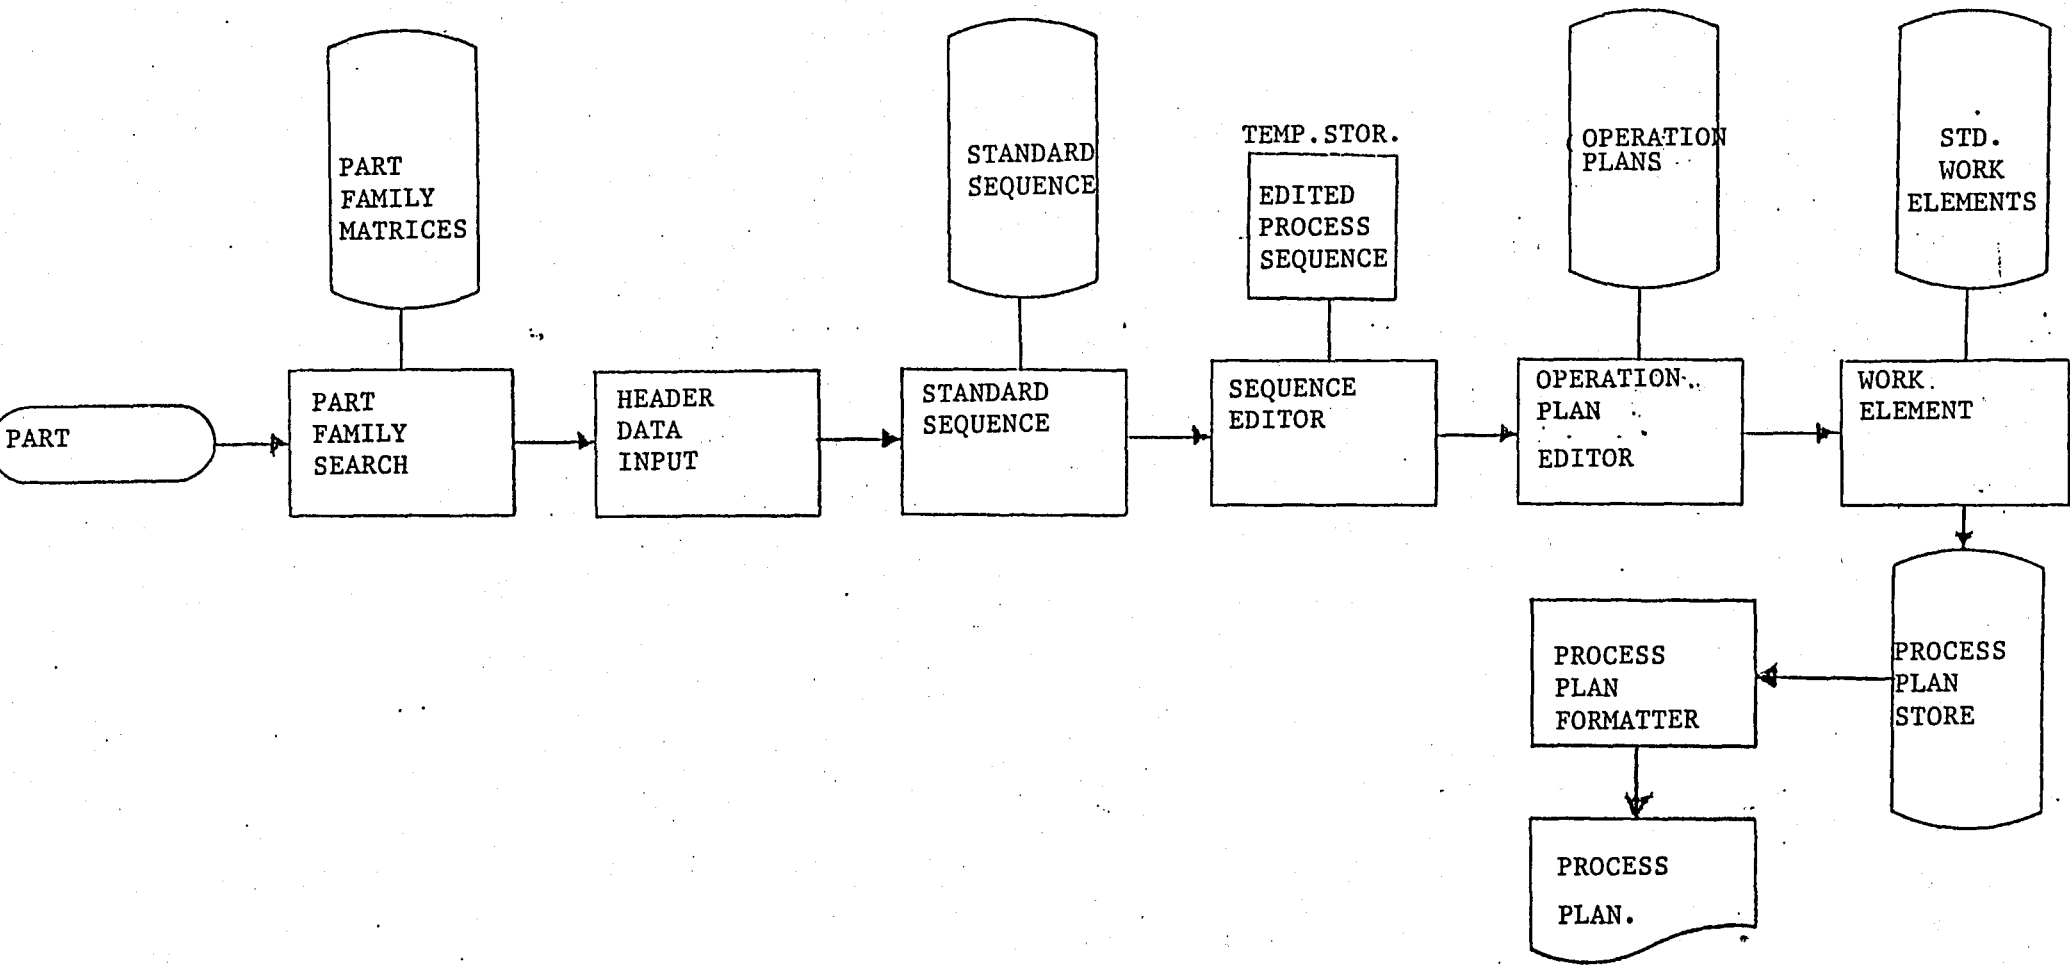 PART
FAMILY
MATRICES
STANDARD
SEQUENCE
TEMP.STOR.
EDITED
PROCESS
SEQUENCE
OPERATION
PLANS
STD.
WORK
ELEMENTS
PART
PART
FAMILY
SEARCH
HEADER
DATA
INPUT
STANDARD
SEQUENCE
SEQUENCE
EDITOR
OPERATION
PLAN
EDITOR
WORK
ELEMENT
PROCESS
PLAN
STORE
PROCESS
PLAN
FORMATTER
PROCESS
PLAN.